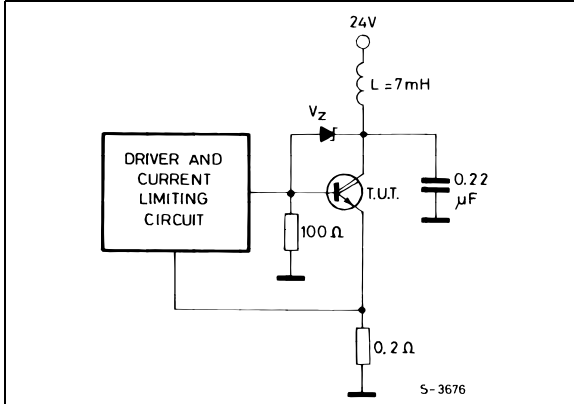 24V
L = 7mH
VZ
DRIVER AND
CURRENT
LIMITING
CIRCUIT
T.U.T.
0.22
μF
100 Ω
0.2 Ω
S-3676